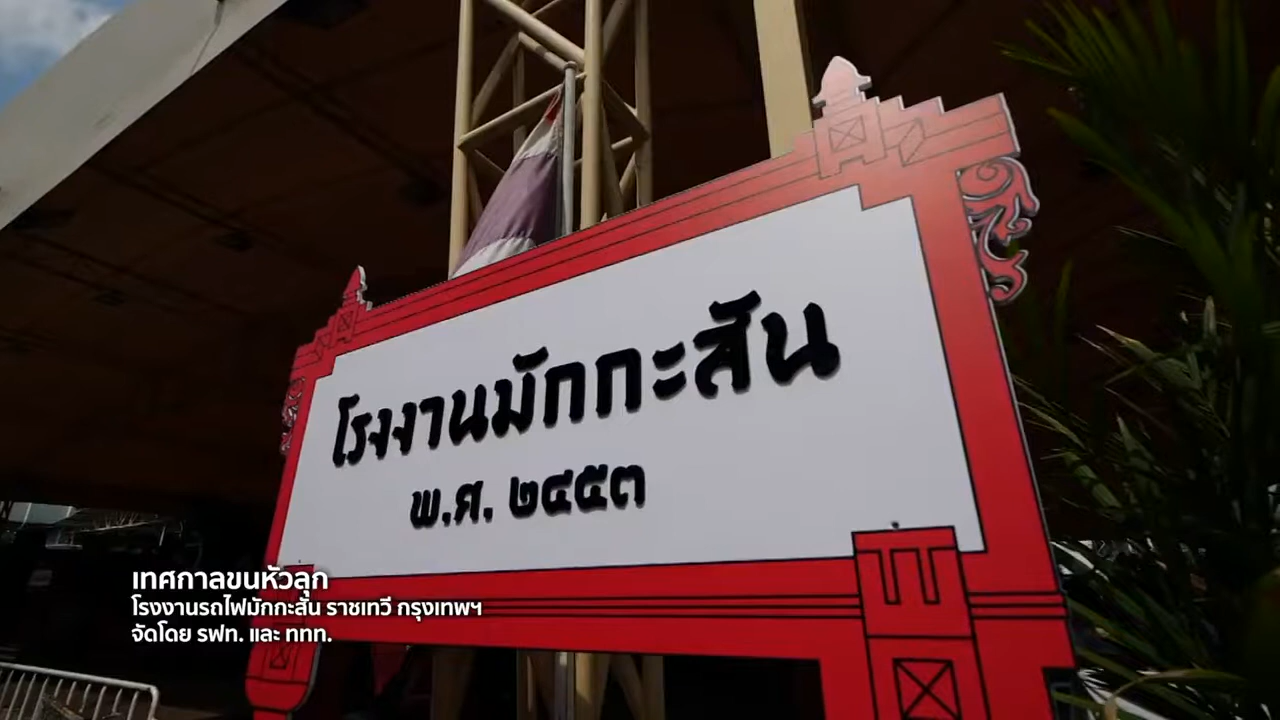 โรงงานมักกะสัน
พ.ศ. ๒๔๕๓
เทศกาลขนหัวลุก
โรงงานรถไฟมักกะสัน ราชเทวี กรุงเทพฯ
จัดโดย รฟท. และ ททท.